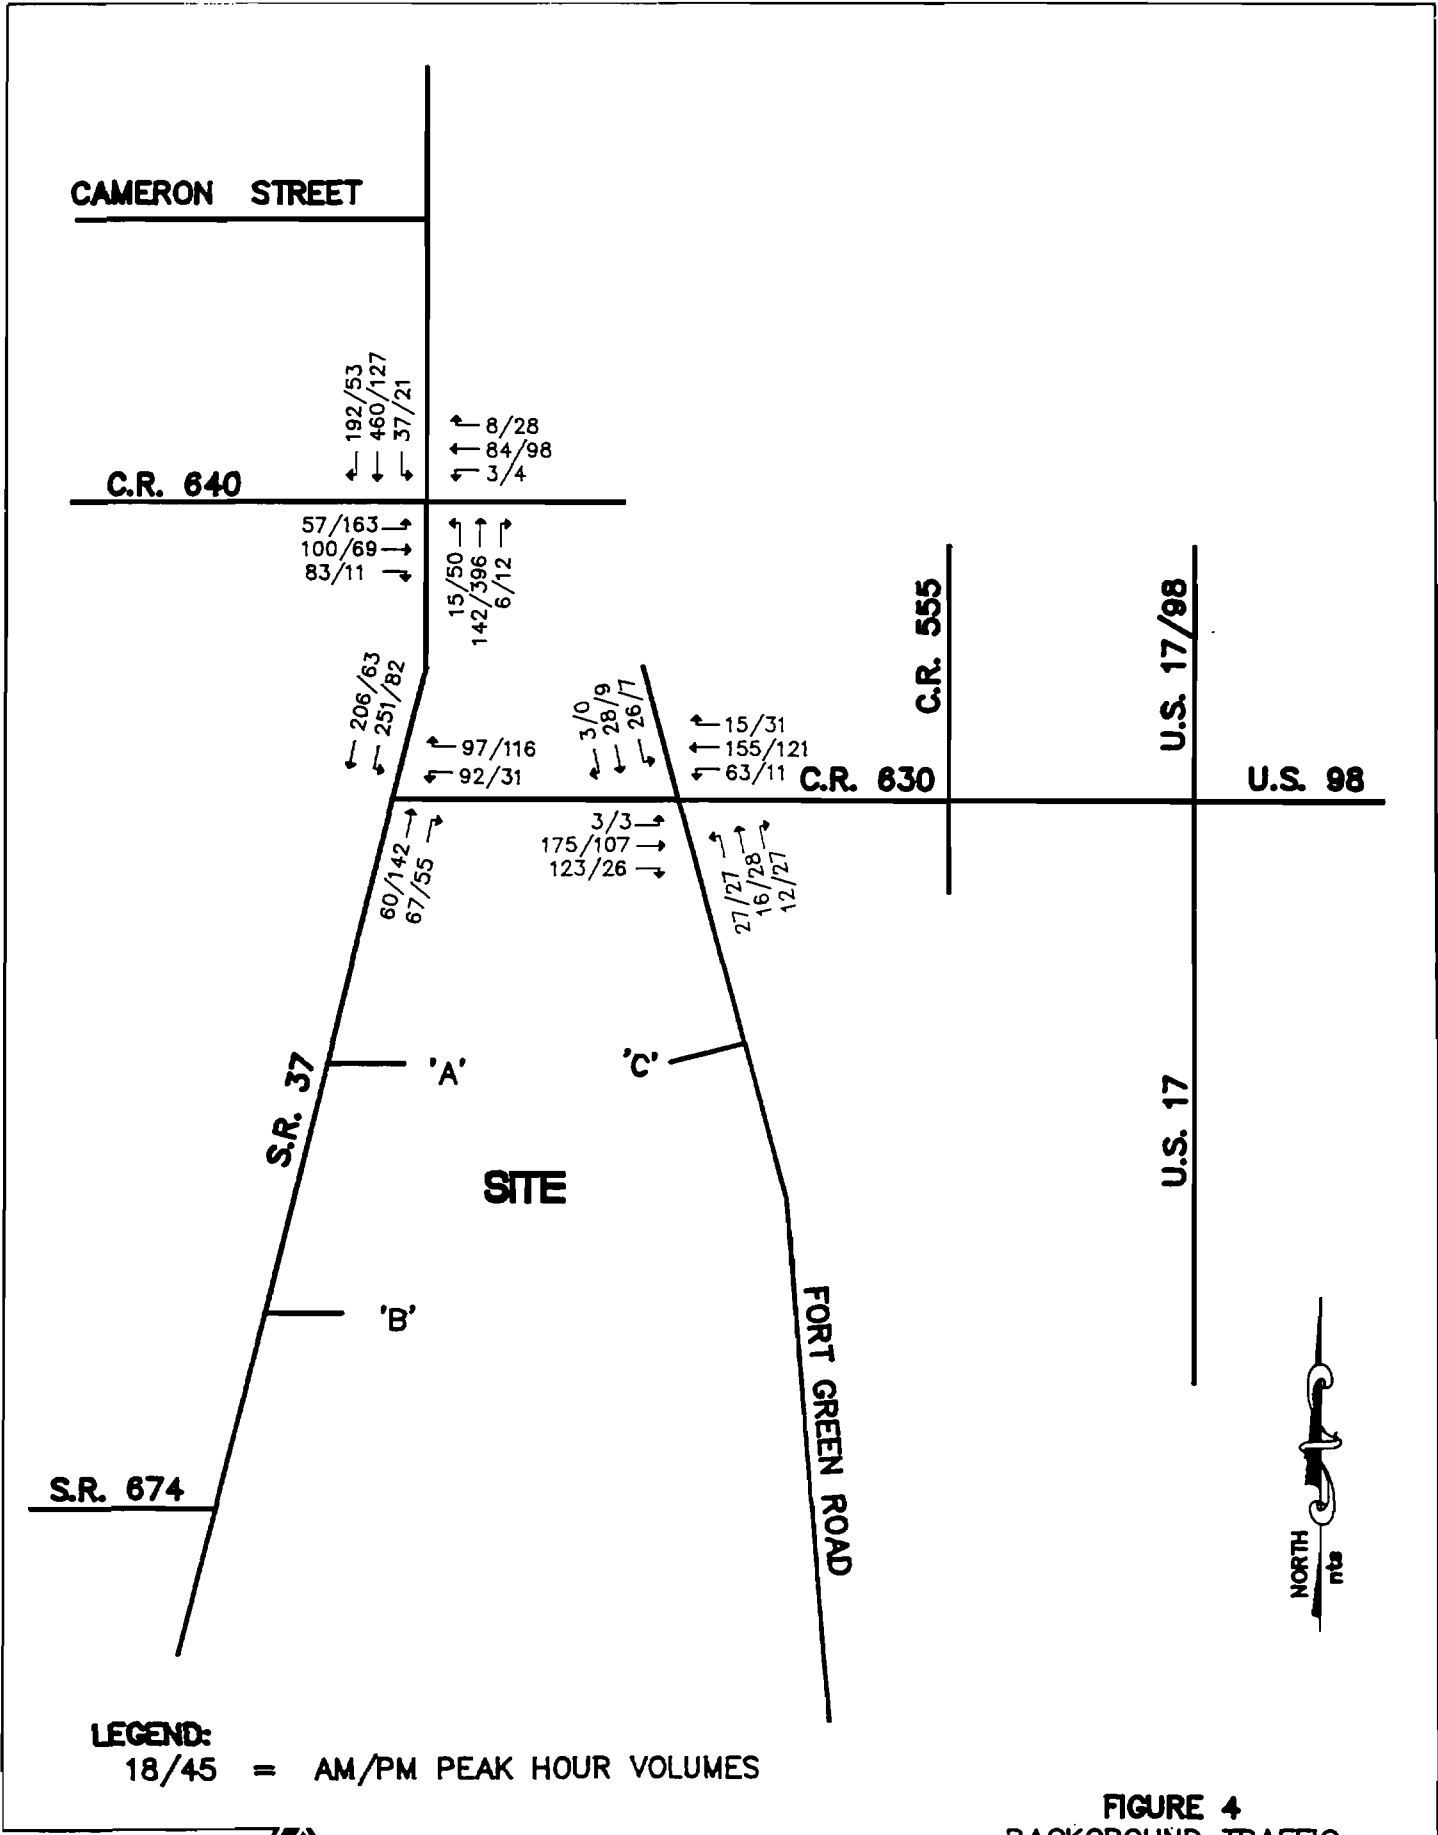 CAMERON STREET
192/53
460/127
37/21
8/28
84/98
3/4
C.R. 640
57/163
100/69
83/11
15/50
142/396
6/12
206/63
251/82
97/116
92/31
60/142
67/55
3/0
28/9
26/7
15/31
155/121
63/11
3/3
175/107
123/26
27/27
16/28
12/27
C.R. 630
C.R. 555
U.S. 17/98
U.S. 98
U.S. 17
S.R. 37
'A'
'C'
SITE
'B'
FORT GREEN ROAD
S.R. 674
NORTH
nts
LEGEND:
18/45 = AM/PM PEAK HOUR VOLUMES
FIGURE 4
BACKGROUND TRAFFIC